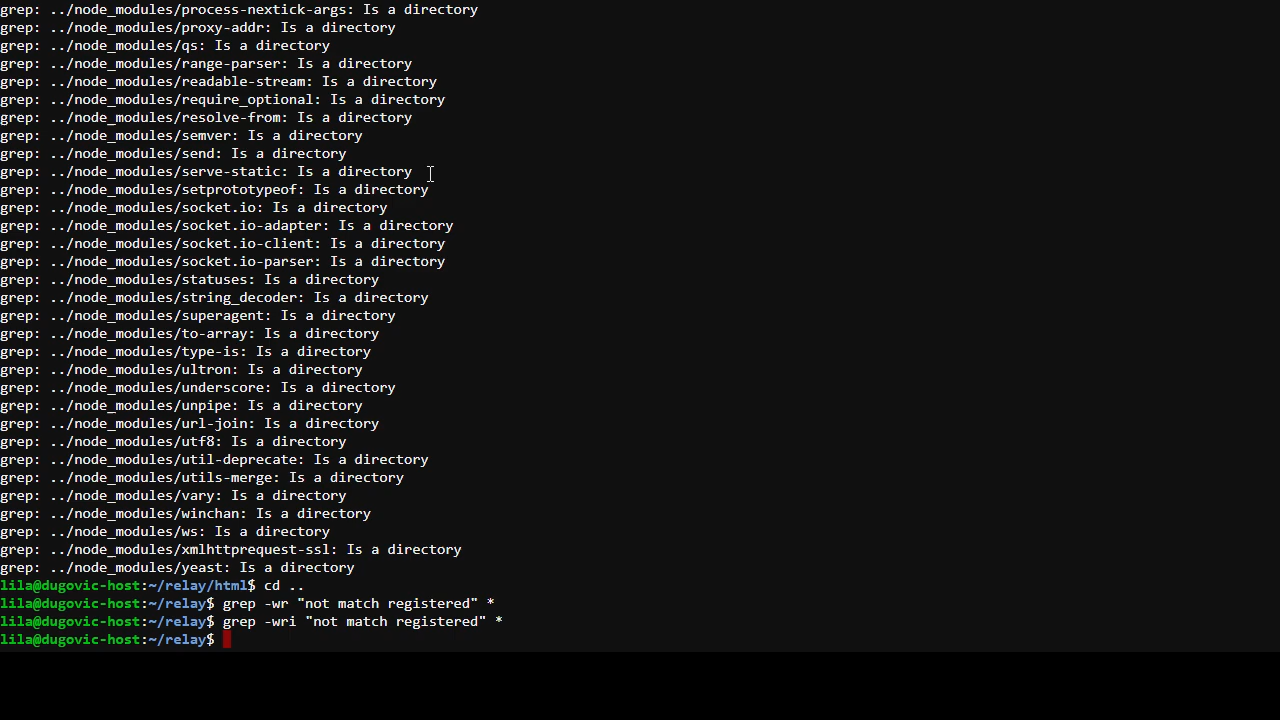 grep: ../node_modules/process-nextick-args: Is a directory
grep: ../node_modules/proxy-addr: Is a directory
grep: ../node_modules/qs: Is a directory
grep: ../node_modules/range-parser: Is a directory
grep: ../node_modules/readable-stream: Is a directory
grep: ../node_modules/require_optional: Is a directory
grep: ../node_modules/resolve-from: Is a directory
grep: ../node_modules/semver: Is a directory
grep: ../node_modules/send: Is a directory
grep: ../node_modules/serve-static: Is a directory
grep: ../node_modules/setprototypeof: Is a directory
grep: ../node_modules/socket.io: Is a directory
grep: ../node_modules/socket.io-adapter: Is a directory
grep: ../node_modules/socket.io-client: Is a directory
grep: ../node_modules/socket.io-parser: Is a directory
grep: ../node_modules/statuses: Is a directory
grep: ../node_modules/string_decoder: Is a directory
grep: ../node_modules/superagent: Is a directory
grep: ../node_modules/to-array: Is a directory
grep: ../node_modules/type-is: Is a directory
grep: ../node_modules/ultron: Is a directory
grep: ../node_modules/underscore: Is a directory
grep: ../node_modules/unpipe: Is a directory
grep: ../node_modules/url-join: Is a directory
grep: ../node_modules/utf8: Is a directory
grep: ../node_modules/util-deprecate: Is a directory
grep: ../node_modules/utils-merge: Is a directory
grep: ../node_modules/vary: Is a directory
grep: ../node_modules/winchan: Is a directory
grep: ../node_modules/ws: Is a directory
grep: ../node_modules/xmlhttprequest-ssl: Is a directory
grep: ../node_modules/yeast: Is a directory
lila@dugovic-host:~/relay/html$ cd ..
lila@dugovic-host:~/relay$ grep -wr "not match registered" *
lila@dugovic-host:~/relay$ grep -wri "not match registered" *
lila@dugovic-host:~/relay$